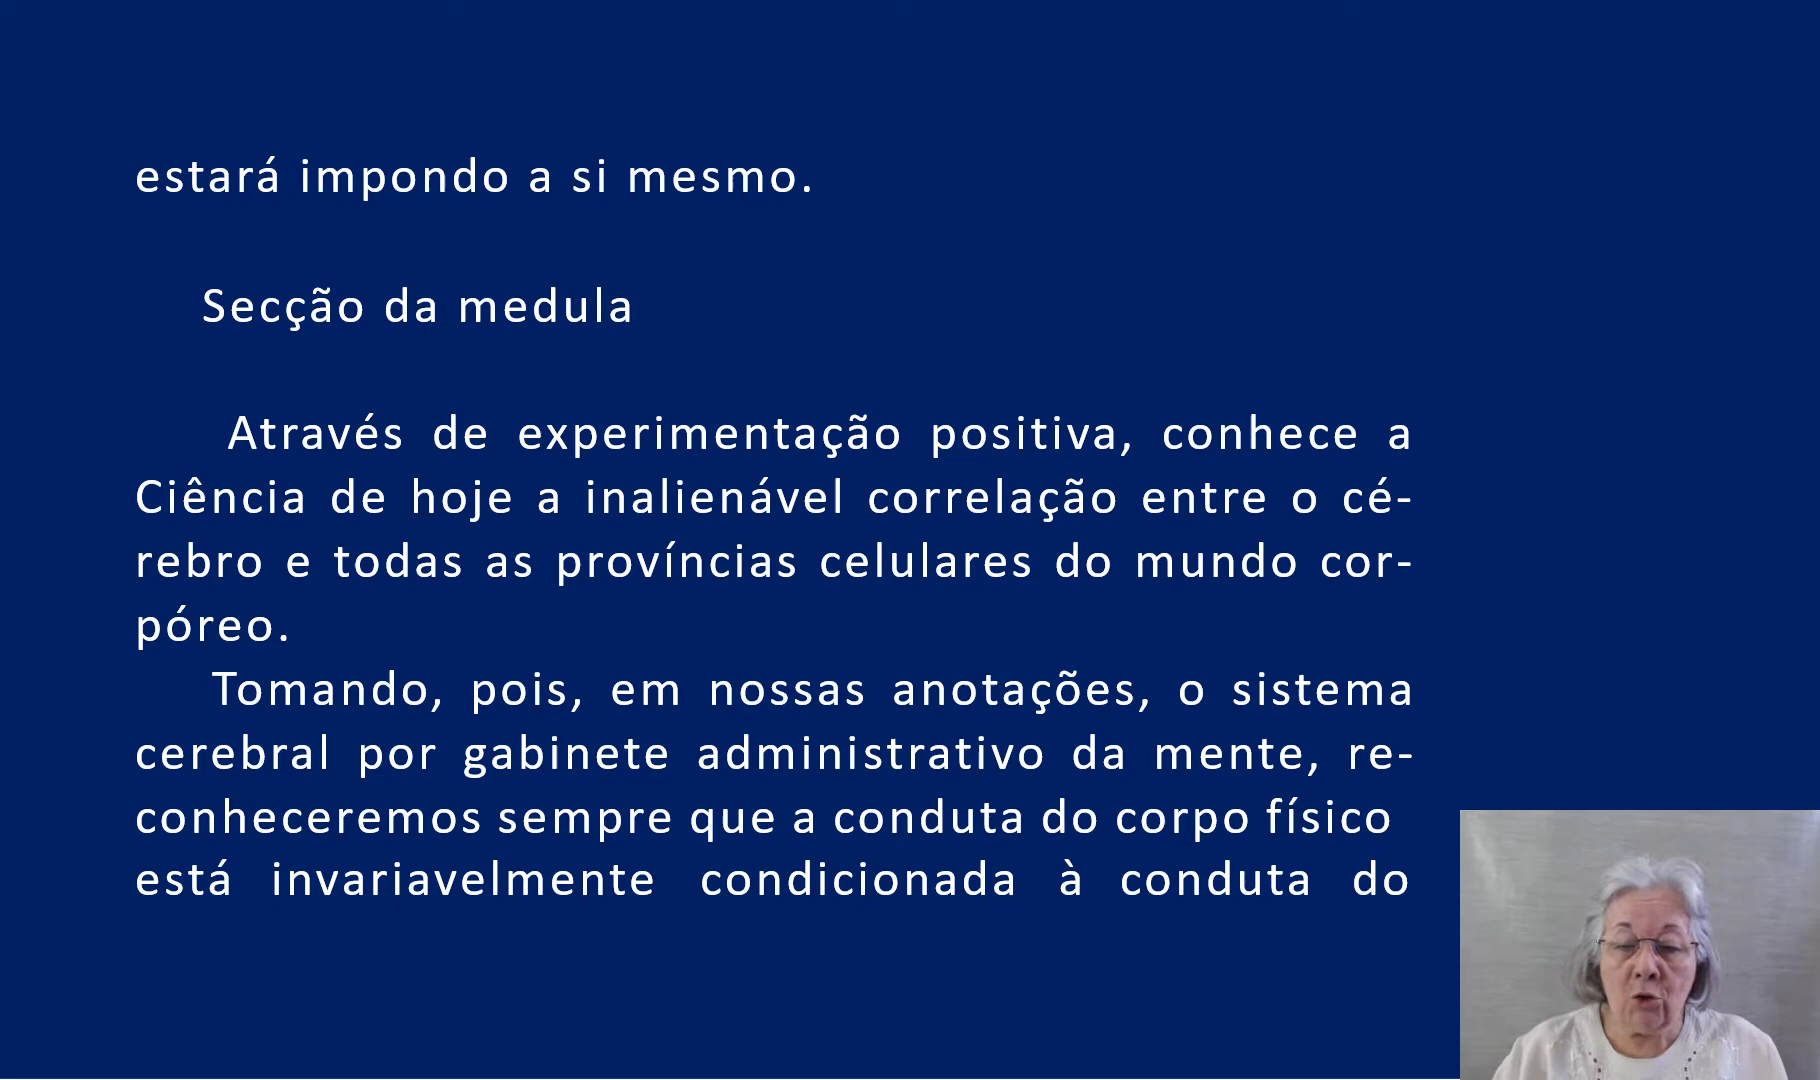 estará impondo a si mesmo.
Secção da medula
Através de experimentação positiva, conhece a
Ciência de hoje a inalienável correlação entre o cé-
rebro e todas as províncias celulares do mundo cor-
póreo.
Tomando, pois, em nossas anotações, o sistema
cerebral por gabinete administrativo da mente, re-
conheceremos sempre que a conduta do corpo físico
está invariavelmente condicionada à conduta do